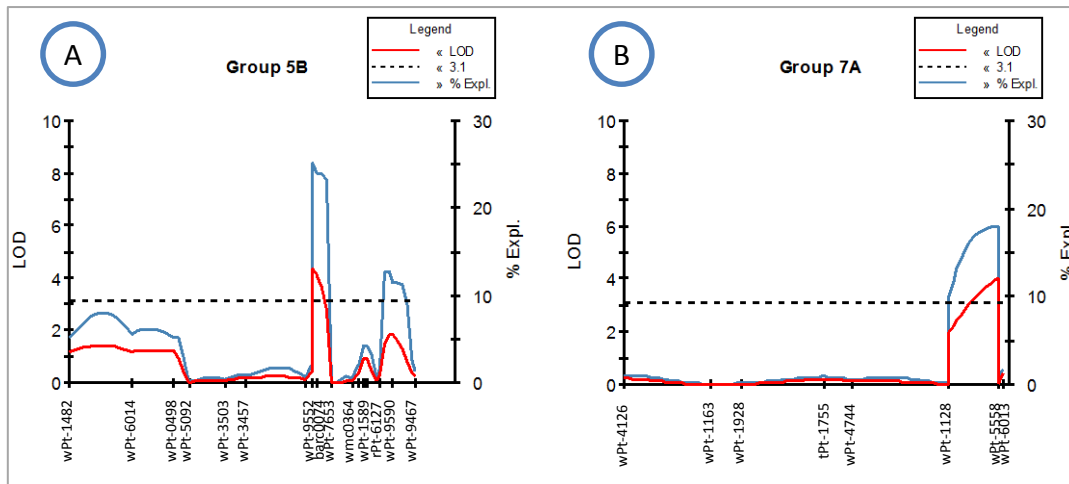 A
Group 5B
Legend
« LOD
« 3.1
» % Expl.
10
8
6
4
2
0
LOD
30
20
10
0
% Expl.
wPt-1482
wPt-6014
wPt-0498
wPt-5092
wPt-3503
wPt-3457
wPt-9552
barc0074
wPt-7653
wmc0364
wPt-1589
rPt-6127
wPt-9590
wPt-9467
B
Group 7A
Legend
« LOD
« 3.1
» % Expl.
10
8
6
4
2
0
LOD
30
20
10
0
% Expl.
wPt-4126
wPt-1163
wPt-1928
tPt-1755
wPt-4744
wPt-1128
wPt-5558
wPt-6013